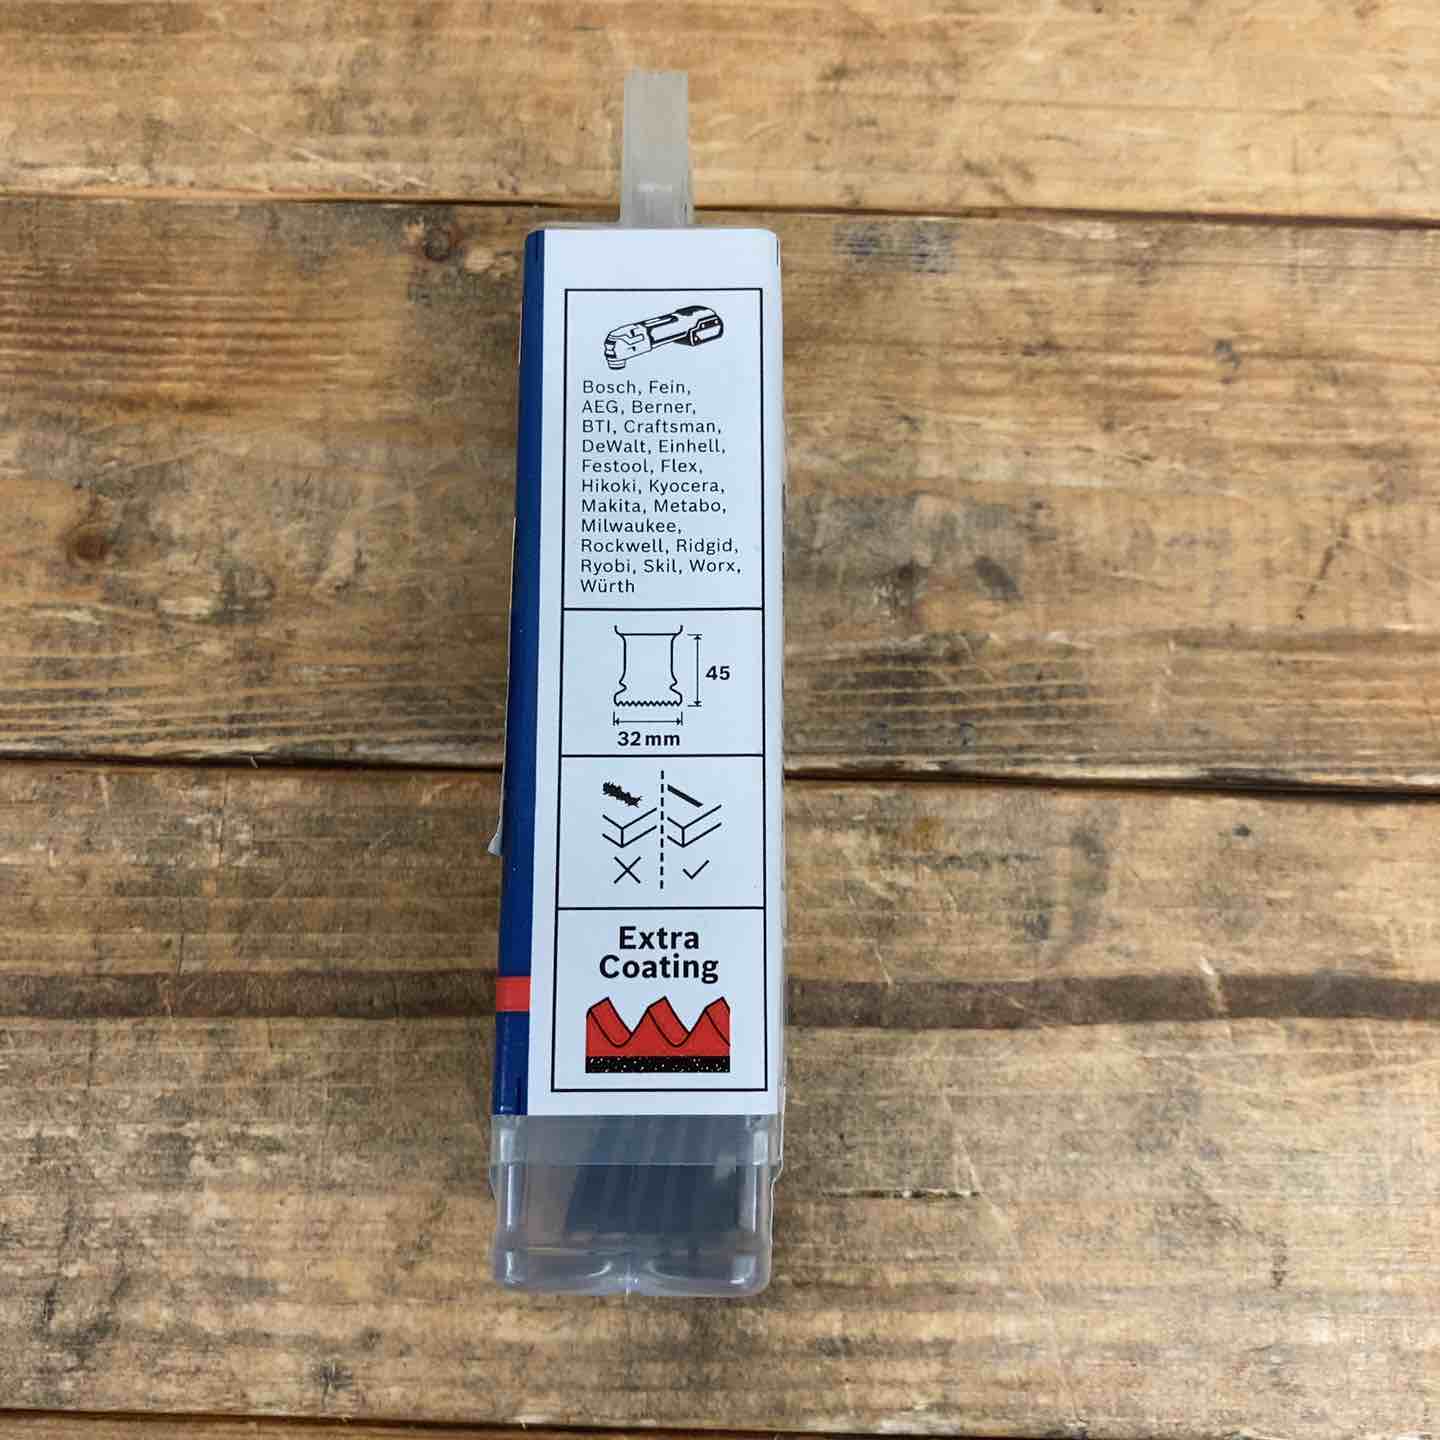 Bosch, Fein,
AEG, Berner,
BTI, Craftsman,
DeWalt, Einhell,
Festool, Flex,
Hikoki, Kyocera,
Makita, Metabo,
Milwaukee,
Rockwell, Ridgid,
Ryobi, Skil, Worx,
Würth
45
32 mm
Extra
Coating